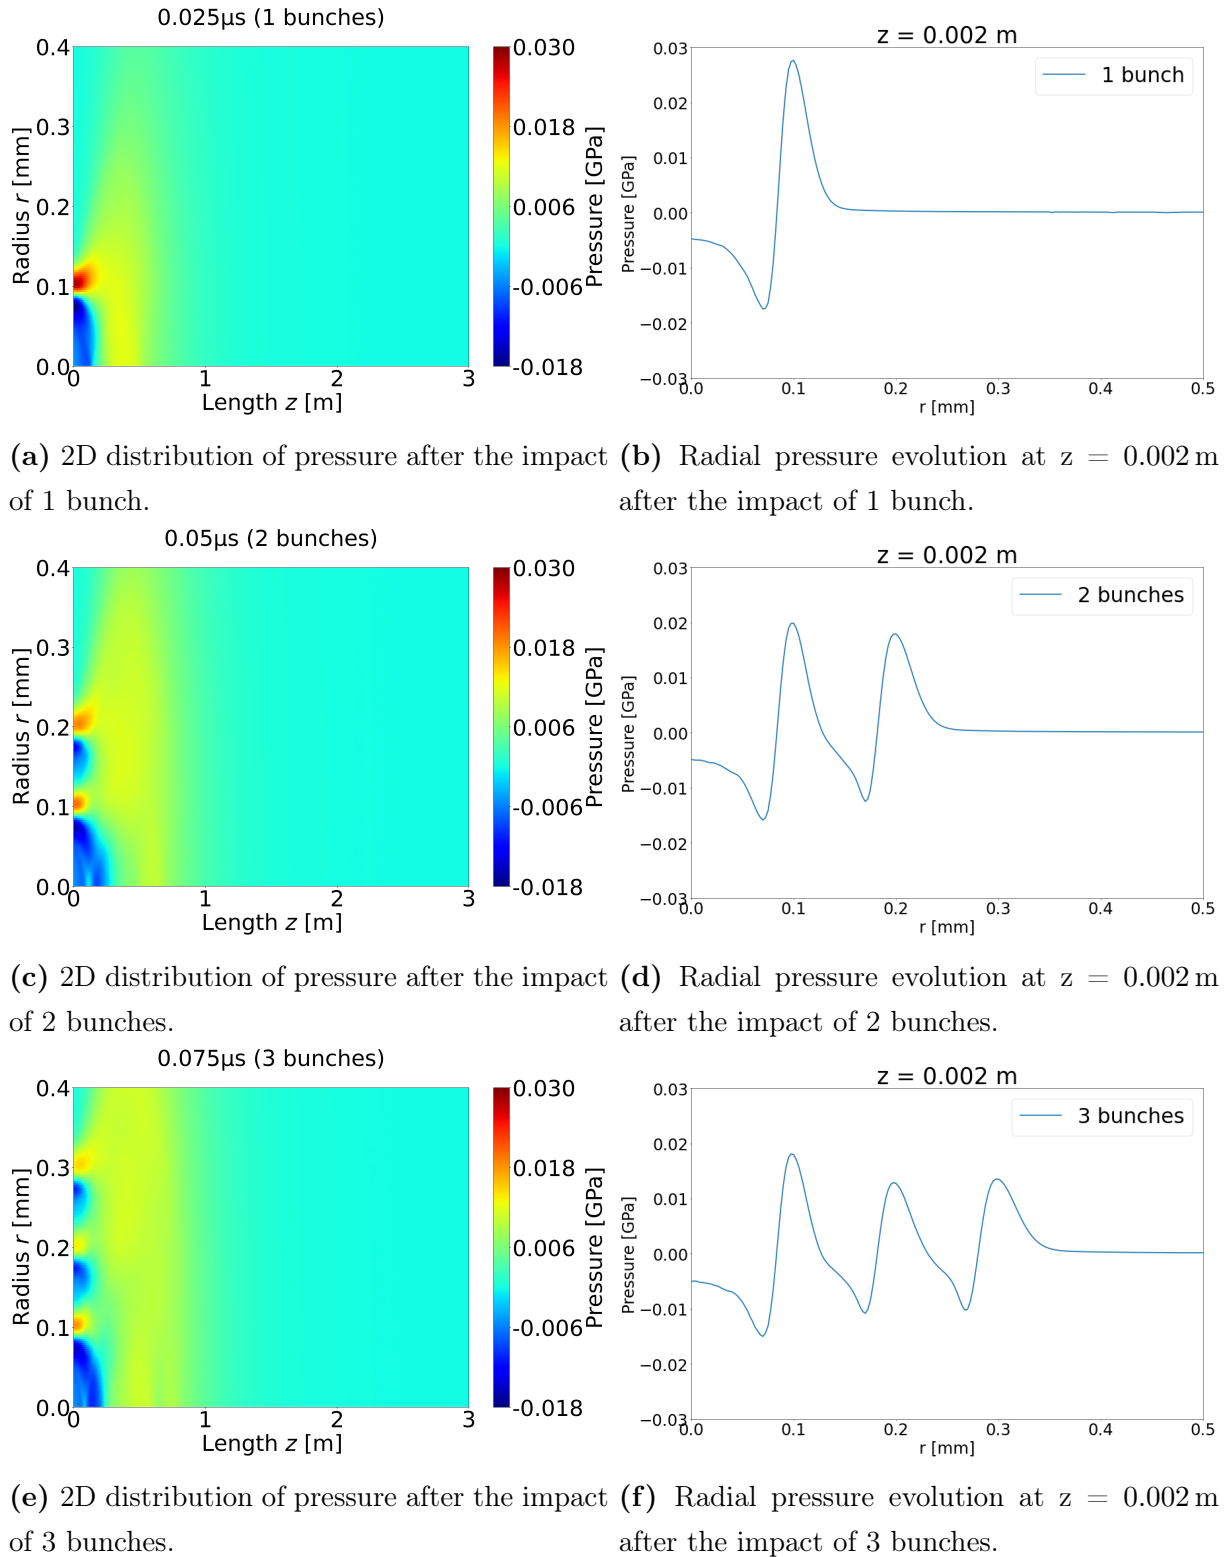 0.025µs (1 bunches)
0.4
0.3
0.2
0.1
0.0
0
1
2
3
Radius r [mm]
Length z [m]
0.030
0.018
0.006
-0.006
-0.018
Pressure [GPa]
z = 0.002 m
1 bunch
0.03
0.02
0.01
0.00
−0.01
−0.02
−0.03
0.0
0.1
0.2
0.3
0.4
0.5
Pressure [GPa]
r [mm]
(a) 2D distribution of pressure after the impact
of 1 bunch.
(b) Radial pressure evolution at z = 0.002 m
after the impact of 1 bunch.
0.05µs (2 bunches)
0.4
0.3
0.2
0.1
0.0
0
1
2
3
Radius r [mm]
Length z [m]
0.030
0.018
0.006
-0.006
-0.018
Pressure [GPa]
z = 0.002 m
2 bunches
0.03
0.02
0.01
0.00
−0.01
−0.02
−0.03
0.0
0.1
0.2
0.3
0.4
0.5
Pressure [GPa]
r [mm]
(c) 2D distribution of pressure after the impact
of 2 bunches.
(d) Radial pressure evolution at z = 0.002 m
after the impact of 2 bunches.
0.075µs (3 bunches)
0.4
0.3
0.2
0.1
0.0
0
1
2
3
Radius r [mm]
Length z [m]
0.030
0.018
0.006
-0.006
-0.018
Pressure [GPa]
z = 0.002 m
3 bunches
0.03
0.02
0.01
0.00
−0.01
−0.02
−0.03
0.0
0.1
0.2
0.3
0.4
0.5
Pressure [GPa]
r [mm]
(e) 2D distribution of pressure after the impact
of 3 bunches.
(f) Radial pressure evolution at z = 0.002 m
after the impact of 3 bunches.